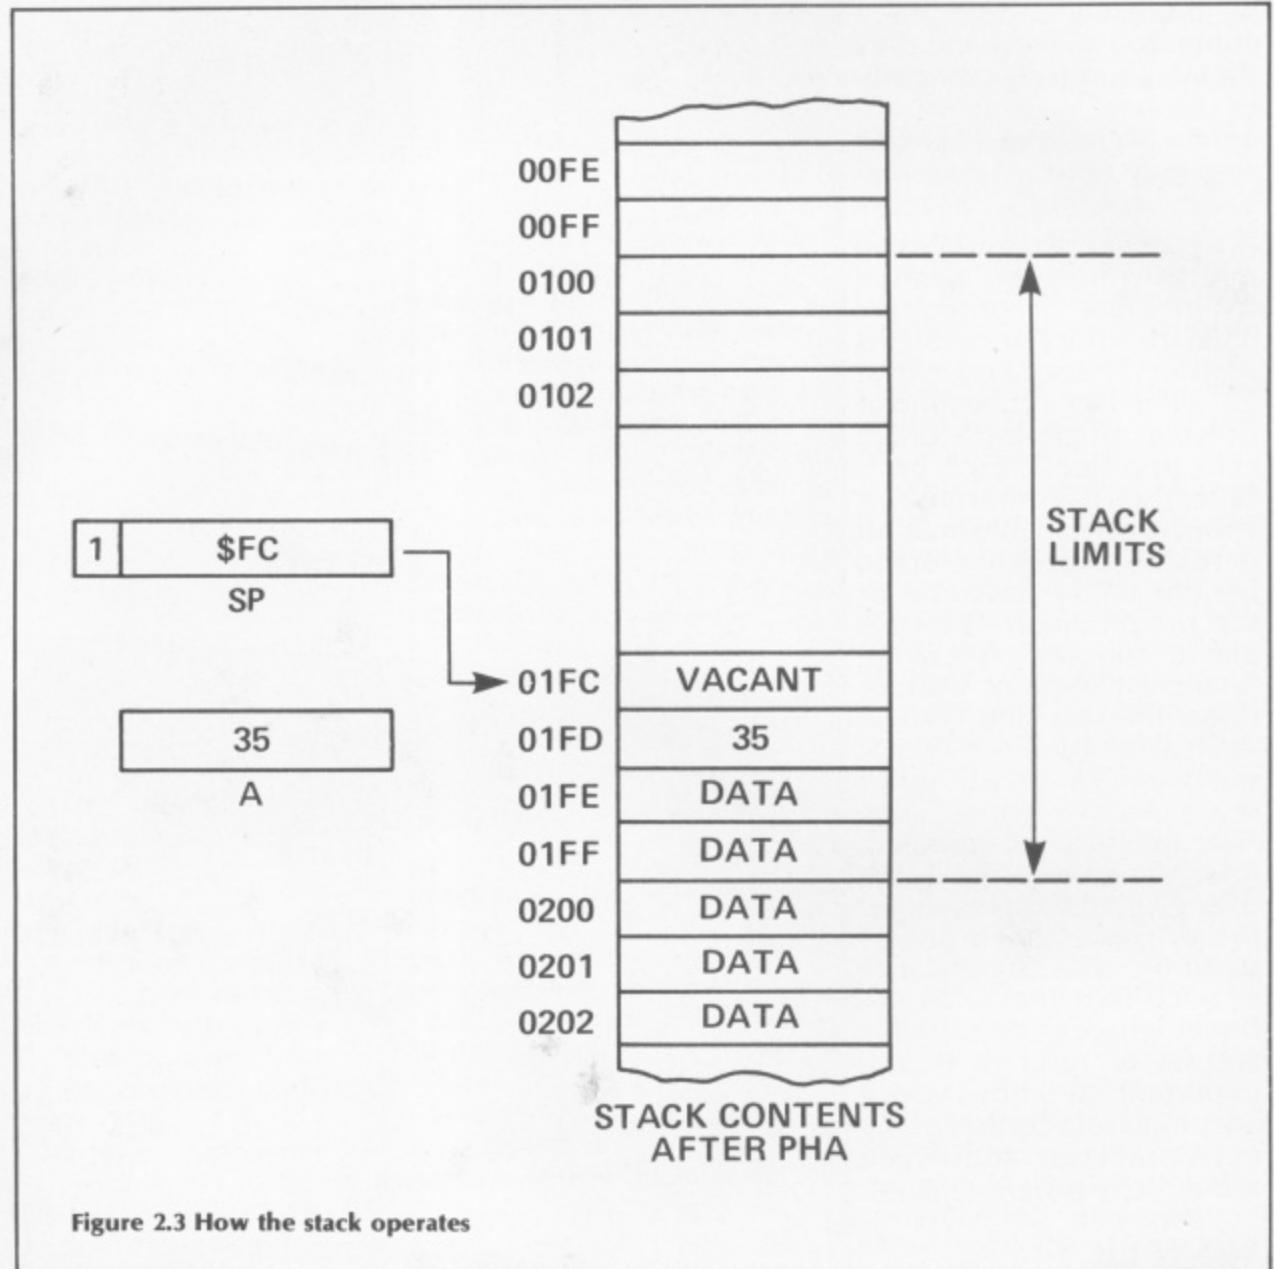 00FE
00FF
0100
0101
0102
STACK
LIMITS
1 $FC
SP
01FC VACANT
35
A
01FD 35
01FE DATA
01FF DATA
0200 DATA
0201 DATA
0202 DATA
STACK CONTENTS
AFTER PHA
Figure 2.3 How the stack operates